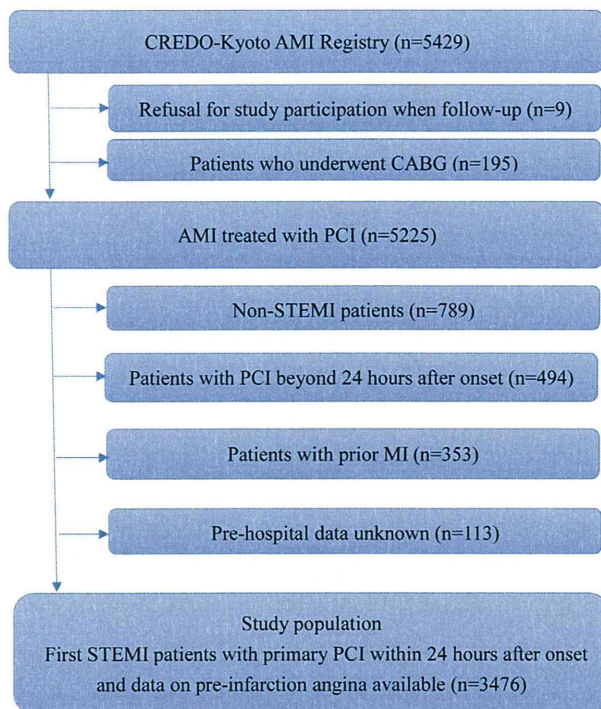 CREDO-Kyoto AMI Registry (n=5429)
Refusal for study participation when follow-up (n=9)
Patients who underwent CABG (n=195)
AMI treated with PCI (n=5225)
Non-STEMI patients (n=789)
Patients with PCI beyond 24 hours after onset (n=494)
Patients with prior MI (n=353)
Pre-hospital data unknown (n=113)
Study population
First STEMI patients with primary PCI within 24 hours after onset
and data on pre-infarction angina available (n=3476)